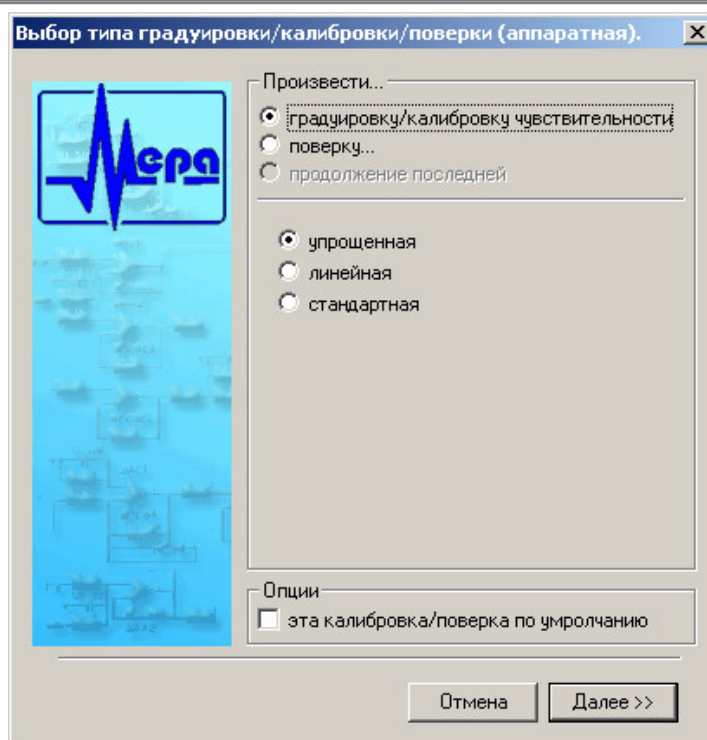 Выбор типа градуировки/калибровки/поверки (аппаратная).
Мера
Произвести...
градуировку/калибровку чувствительности
поверку...
продолжение последней
упрощенная
линейная
стандартная
Опции
эта калибровка/поверка по умролчанию
Отмена
Далее >>